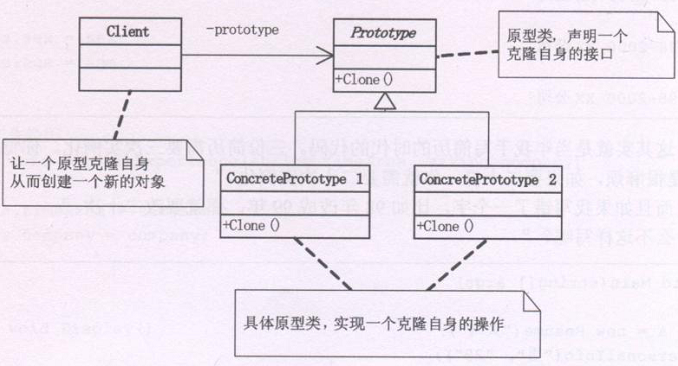 Client
-prototype
Prototype
+Clone()
原型类,声明一个
克隆自身的接口
让一个原型克隆自身
从而创建一个新的对象
ConcretePrototype 1
+Clone()
ConcretePrototype 2
+Clone()
具体原型类,实现一个克隆自身的操作